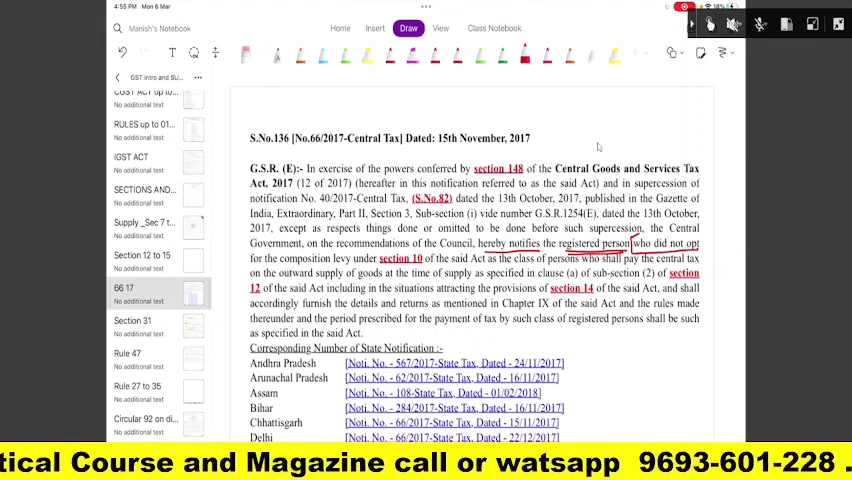 4:55 PM Mon 6 Mar
18%
Manish's Notebook
Home Insert Draw View Class Notebook
GST intro and SU...
CGST ACT up to...
No additional text
RULES up to 01...
No additional text
IGST ACT
No additional text
SECTIONS AND...
No additional text
Supply _Sec 7 t...
No additional text
Section 12 to 15
No additional text
66 17
No additional text
Section 31
No additional text
Rule 47
No additional text
Rule 27 to 35
No additional text
Circular 92 on di...
No additional text
S.No.136 [No.66/2017-Central Tax] Dated: 15th November, 2017
G.S.R. (E):- In exercise of the powers conferred by section 148 of the Central Goods and Services Tax
Act, 2017 (12 of 2017) (hereafter in this notification referred to as the said Act) and in supercession of
notification No. 40/2017-Central Tax, (S.No.82) dated the 13th October, 2017, published in the Gazette of
India, Extraordinary, Part II, Section 3, Sub-section (i) vide number G.S.R.1254(E), dated the 13th October,
2017, except as respects things done or omitted to be done before such supercession, the Central
Government, on the recommendations of the Council, hereby notifies the registered person who did not opt
for the composition levy under section 10 of the said Act as the class of persons who shall pay the central tax
on the outward supply of goods at the time of supply as specified in clause (a) of sub-section (2) of section
12 of the said Act including in the situations attracting the provisions of section 14 of the said Act, and shall
accordingly furnish the details and returns as mentioned in Chapter IX of the said Act and the rules made
thereunder and the period prescribed for the payment of tax by such class of registered persons shall be such
as specified in the said Act.
Corresponding Number of State Notification :-
Andhra Pradesh [Noti. No. - 567/2017-State Tax, Dated - 24/11/2017]
Arunachal Pradesh [Noti. No. - 62/2017-State Tax, Dated - 16/11/2017]
Assam [Noti. No. - 108-State Tax, Dated - 01/02/2018]
Bihar [Noti. No. - 284/2017-State Tax, Dated - 16/11/2017]
Chhattisgarh [Noti. No. - 66/2017-State Tax, Dated - 15/11/2017]
Delhi [Noti. No. - 66/2017-State Tax, Dated - 22/12/2017]
tical Course and Magazine call or watsapp 9693-601-228 .